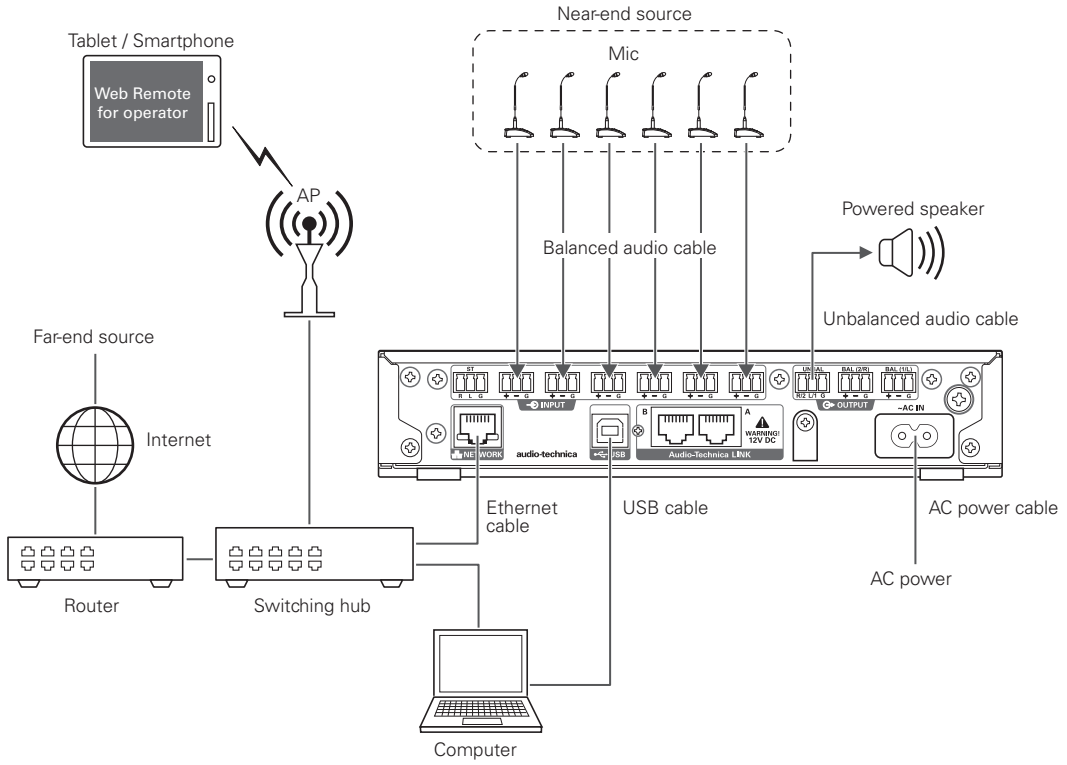 Near-end source
Tablet / Smartphone
Mic
Web Remote
for operator
AP
Powered speaker
Balanced audio cable
Unbalanced audio cable
Far-end source
ST
UNBAL
BAL (2/R)
BAL (1/L)
R L G
+ − G
+ − G
+ − G
+ − G
+ − G
+ − G
R/2 L/1 G
+ − G
+ − G
INPUT
OUTPUT
~AC IN
B
A
WARNING!
12V DC
Internet
NETWORK
audio-technica
USB
Audio-Technica LINK
Ethernet
cable
USB cable
AC power cable
AC power
Router
Switching hub
Computer